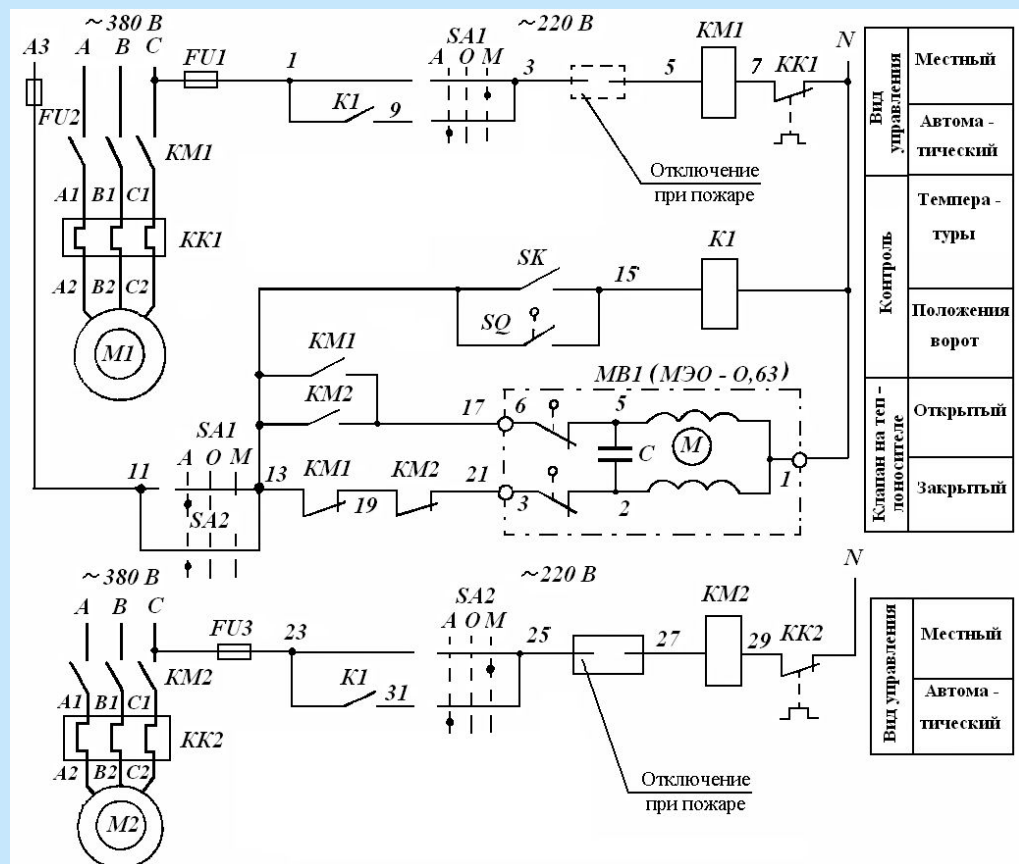 ~380 В
~220 В
A3 A B C
SA1
KM1
N
FU1
1
A O M
3
5
7
KK1
K1
9
FU2
KM1
Отключение
при пожаре
A1 B1 C1
KK1
A2 B2 C2
M1
SK
15
K1
SQ
KM1
KM2
MB1 (МЭО - 0,63)
17
6
5
C
M
1
SA1
A O M
11
13
KM1
19
KM2
21
3
2
SA2
Вид
управления
Местный
Автома -
тический
Контроль
Темпера -
туры
Положения
ворот
Клапан на теп -
лоносителе
Открытый
Закрытый
~380 В
~220 В
N
A B C
SA2
KM2
FU3
23
A O M
25
27
29
KK2
K1
31
KM2
A1 B1 C1
KK2
A2 B2 C2
M2
Отключение
при пожаре
Вид управления
Местный
Автома -
тический